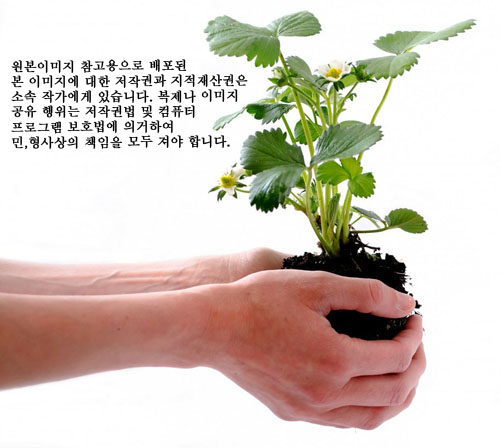 원본이미지 참고용으로 배포된
본 이미지에 대한 저작권과 지적재산권은
소속 작가에게 있습니다. 복제나 이미지
공유 행위는 저작권법 및 컴퓨터
프로그램 보호법에 의거하여
민,형사상의 책임을 모두 져야 합니다.